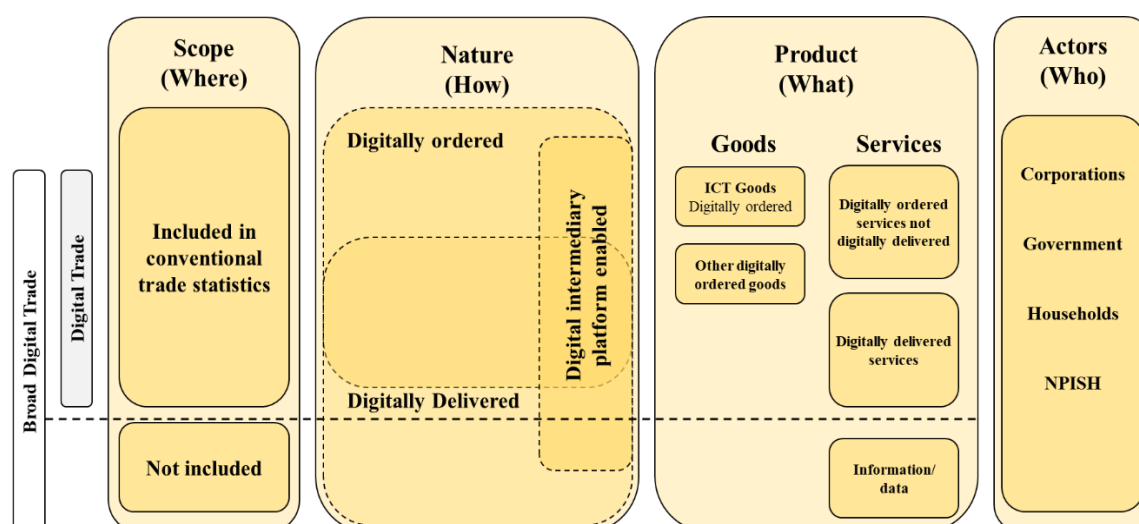 Broad Digital Trade
Digital Trade
Scope
(Where)
Included in
conventional
trade statistics
Not included
Nature
(How)
Digitally ordered
Digital intermediary
platform enabled
Digitally Delivered
Product
(What)
Goods
ICT Goods
Digitally ordered
Other digitally
ordered goods
Services
Digitally ordered
services not
digitally delivered
Digitally delivered
services
Information/
data
Actors
(Who)
Corporations
Government
Households
NPISH